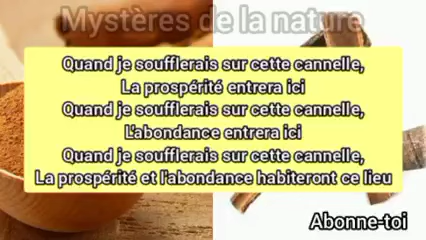 Mystères de la nature
Quand je soufflerais sur cette cannelle,
La prospérité entrera ici
Quand je soufflerais sur cette cannelle,
L'abondance entrera ici
Quand je soufflerais sur cette cannelle,
La prospérité et l'abondance habiteront ce lieu
Abonne-toi